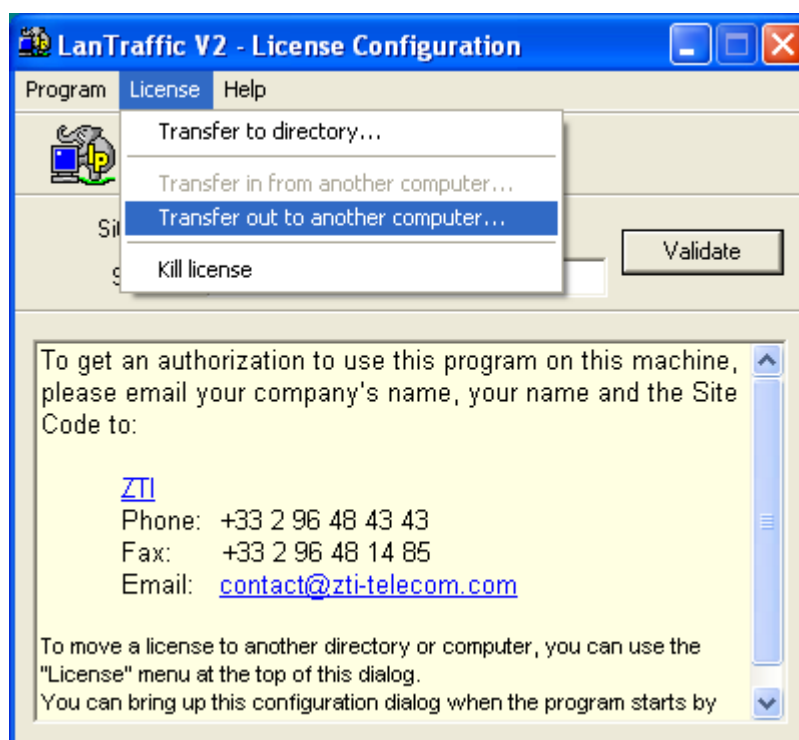 LanTraffic V2 - License Configuration
Program License Help
Transfer to directory...
Transfer in from another computer...
Transfer out to another computer...
Kill license
Validate
To get an authorization to use this program on this machine,
please email your company's name, your name and the Site
Code to:
ZTI
Phone: +33 2 96 48 43 43
Fax: +33 2 96 48 14 85
Email: contact@zti-telecom.com
To move a license to another directory or computer, you can use the
"License" menu at the top of this dialog.
You can bring up this configuration dialog when the program starts by